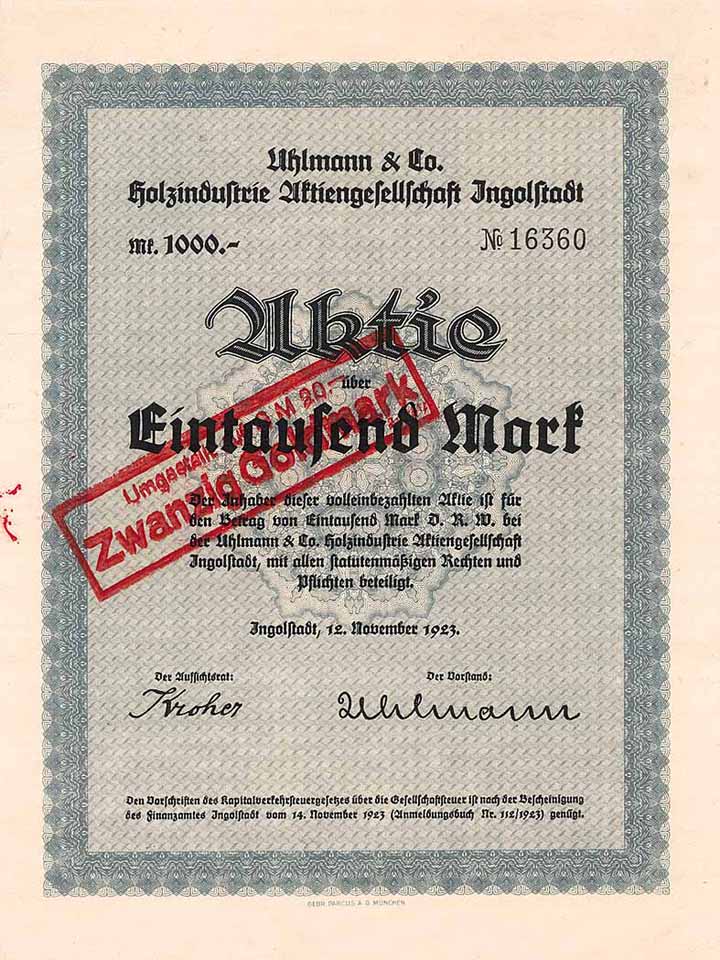 Uhlmann & Co.
Holzindustrie Aktiengesellschaft Ingolstadt
Mk. 1000.-
№ 16360
Aktie
über
Eintausend Mark
Umgestellt G M 20.-
Zwanzig Goldmark
Der Inhaber dieser volleinbezahlten Aktie ist für
den Betrag von Eintausend Mark D. R. W. bei
der Uhlmann & Co. Holzindustrie Aktiengesellschaft
Ingolstadt, mit allen statutenmäßigen Rechten und
Pflichten beteiligt.
Ingolstadt, 12. November 1923.
Der Aufsichtsrat:
Der Vorstand:
Kroher
Uhlmann
Den Vorschriften des Kapitalverkehrsteuergesetzes über die Gesellschaftsteuer ist nach der Bescheinigung
des Finanzamtes Ingolstadt vom 14. November 1923 (Anmeldungsbuch Nr. 112/1923) genügt.
GEBR. PARCUS A. G. MÜNCHEN